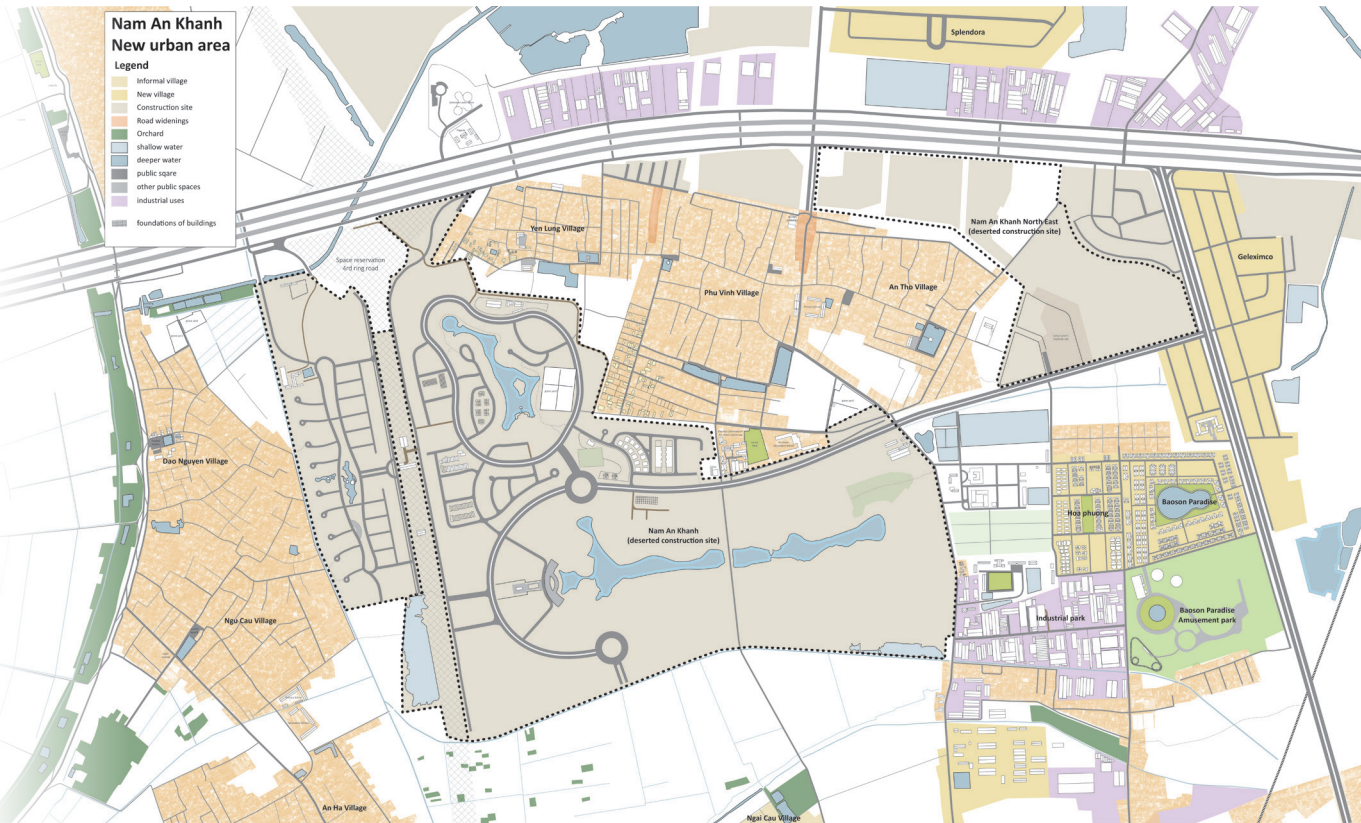 Nam An Khanh
New urban area
Legend
Informal village
New village
Construction site
Road widenings
Orchard
shallow water
deeper water
public sqare
other public spaces
industrial uses
foundations of buildings
Splendora
Yen Lung Village
Nam An Khanh North East
(deserted construction site)
Space reservation
4rd ring road
Geleximco
Phu Vinh Village
An Tho Village
Dao Nguyen Village
Baoson Paradise
Hoa phuong
Nam An Khanh
(deserted construction site)
Ngu Cau Village
Industrial park
Baoson Paradise
Amusement park
An Ha Village
Ngai Cau Village